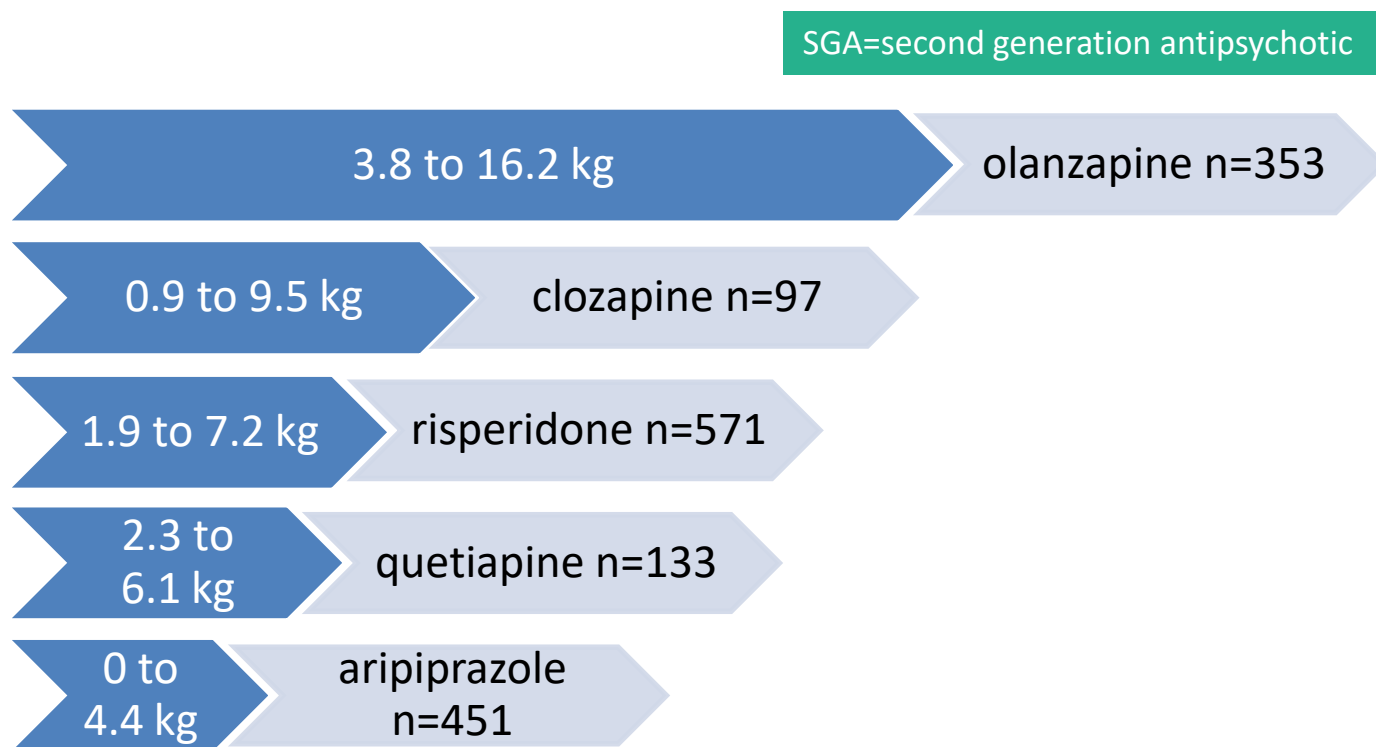 SGA=second generation antipsychotic
3.8 to 16.2 kg
olanzapine n=353
0.9 to 9.5 kg
clozapine n=97
1.9 to 7.2 kg
risperidone n=571
2.3 to
6.1 kg
quetiapine n=133
0 to
4.4 kg
aripiprazole
n=451